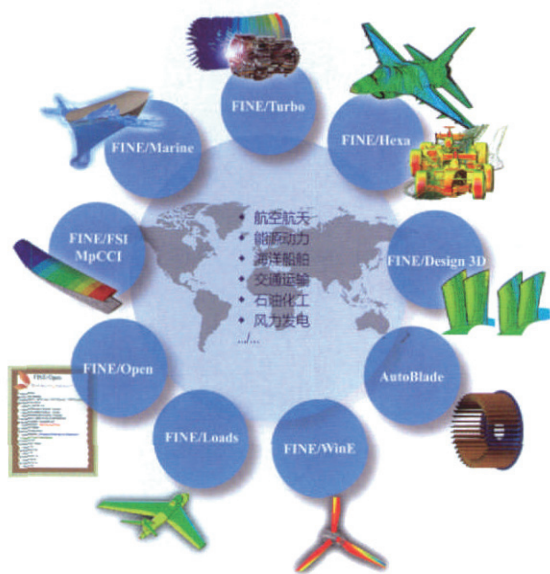 FINE/Turbo
FINE/Marine
FINE/Hexa
FINE/FSI
MpCCI
航空航天
能源动力
海洋船舶
交通运输
石油化工
风力发电
.../...
FINE/Design 3D
FINE/Open
FINE/Open
AutoBlade
FINE/Loads
FINE/WinE